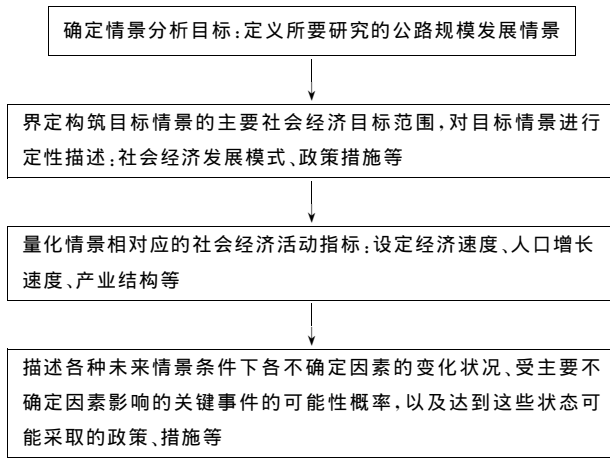 确定情景分析目标:定义所要研究的公路规模发展情景
界定构筑目标情景的主要社会经济目标范围,对目标情景进行
定性描述:社会经济发展模式、政策措施等
量化情景相对应的社会经济活动指标:设定经济速度、人口增长
速度、产业结构等
描述各种未来情景条件下各不确定因素的变化状况、受主要不
确定因素影响的关键事件的可能性概率,以及达到这些状态可
能采取的政策、措施等